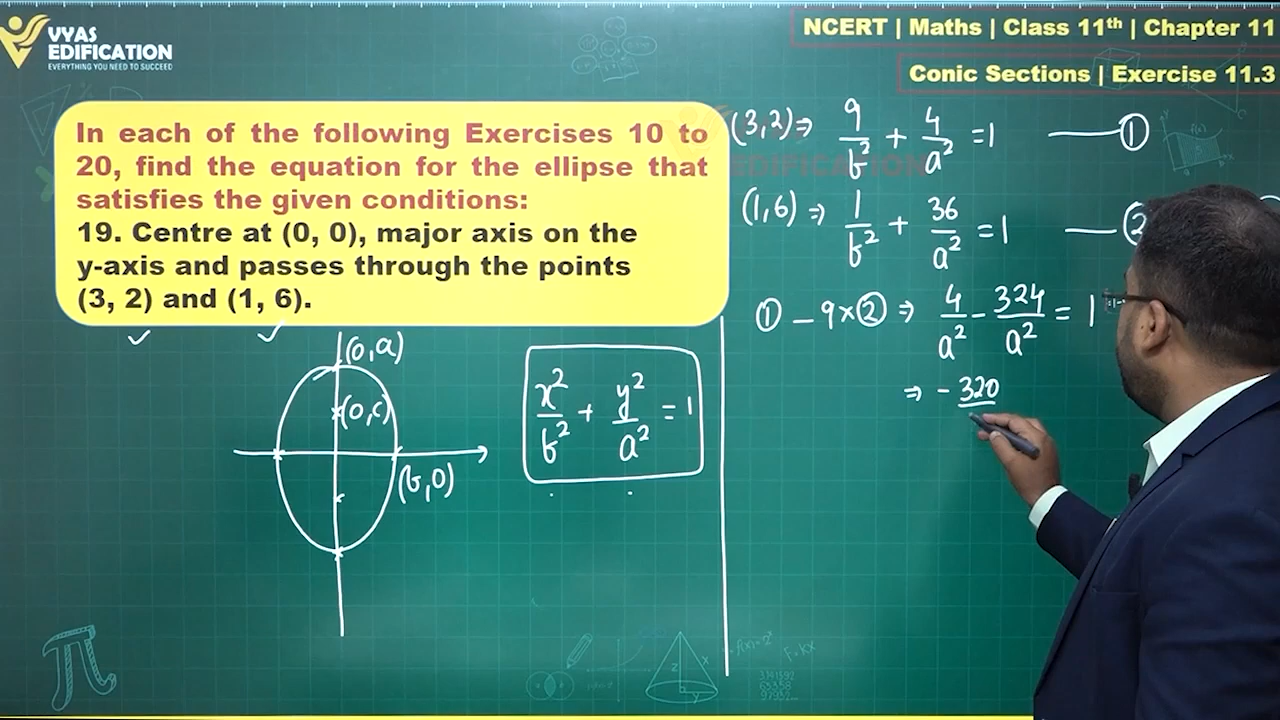 VYAS
EDIFICATION
EVERYTHING YOU NEED TO SUCCEED
NCERT | Maths | Class 11th | Chapter 11
Conic Sections | Exercise 11.3
In each of the following Exercises 10 to
20, find the equation for the ellipse that
satisfies the given conditions:
19. Centre at (0, 0), major axis on the
y-axis and passes through the points
(3, 2) and (1, 6).
(0, a)
(0, c)
(b, 0)
x²/b² + y²/a² = 1
(3,2) ⇒ 9/b² + 4/a² = 1 —— ①
(1,6) ⇒ 1/b² + 36/a² = 1 —— ②
① - 9×② ⇒ 4/a² - 324/a² = 1
⇒ - 320